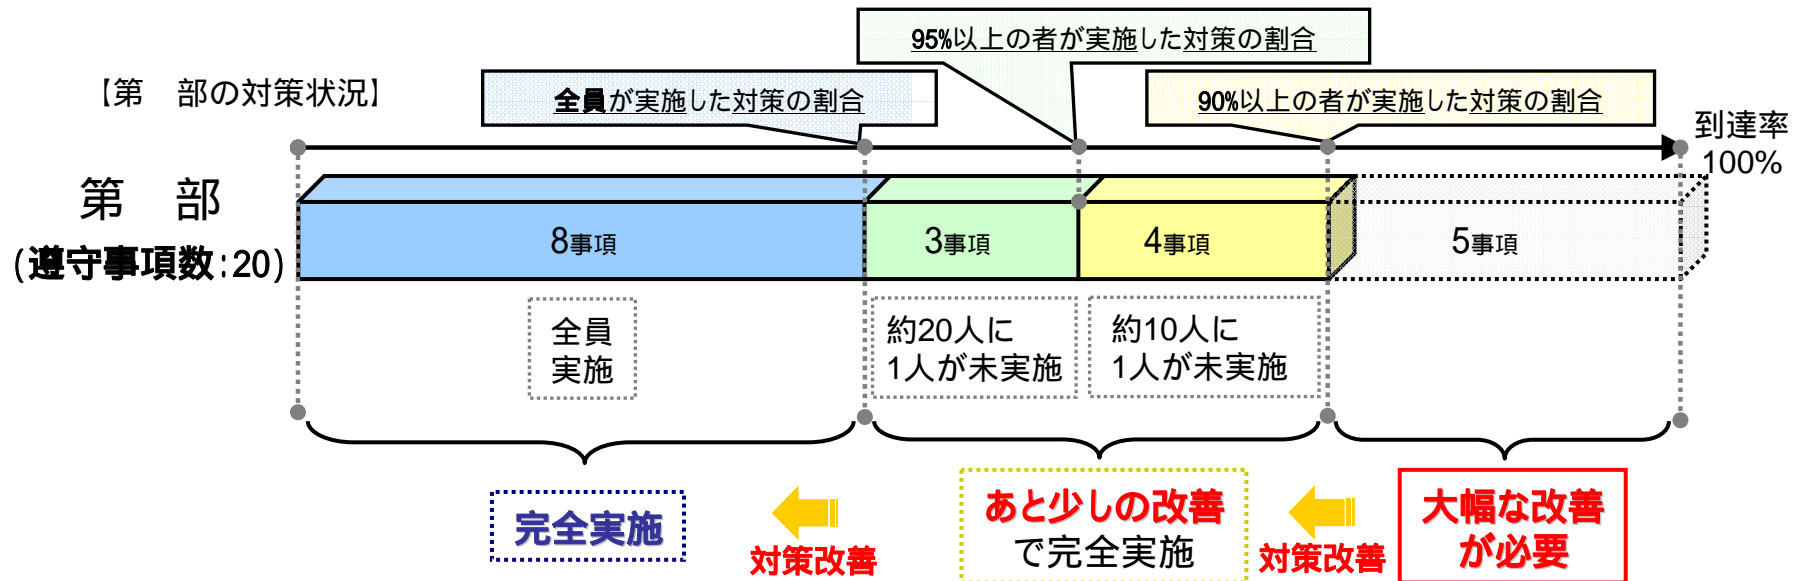 95%以上の者が実施した対策の割合
【第　部の対策状況】
全員が実施した対策の割合
90%以上の者が実施した対策の割合
到達率
100%
第　部
(遵守事項数:20)
8事項
3事項
4事項
5事項
全員
実施
約20人に
1人が未実施
約10人に
1人が未実施
完全実施
対策改善
あと少しの改善
で完全実施
対策改善
大幅な改善
が必要